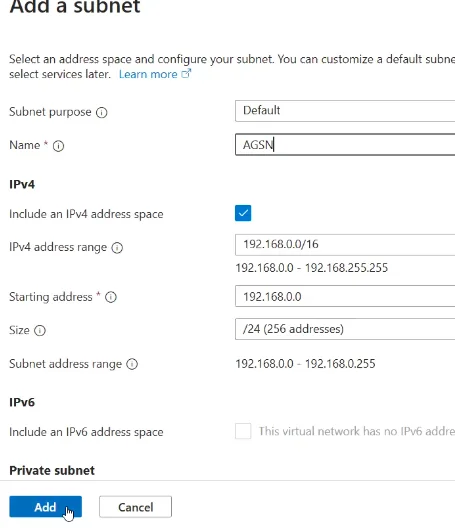 Add a subnet
Select an address space and configure your subnet. You can customize a default
select services later. Learn more
Subnet purpose
Default
Name *
AGSN
IPv4
Include an IPv4 address space
IPv4 address range
192.168.0.0/16
192.168.0.0 - 192.168.255.255
Starting address *
192.168.0.0
Size
/24 (256 addresses)
Subnet address range
192.168.0.0 - 192.168.0.255
IPv6
Include an IPv6 address space
This virtual network has no IPv6
Private subnet
Add
Cancel